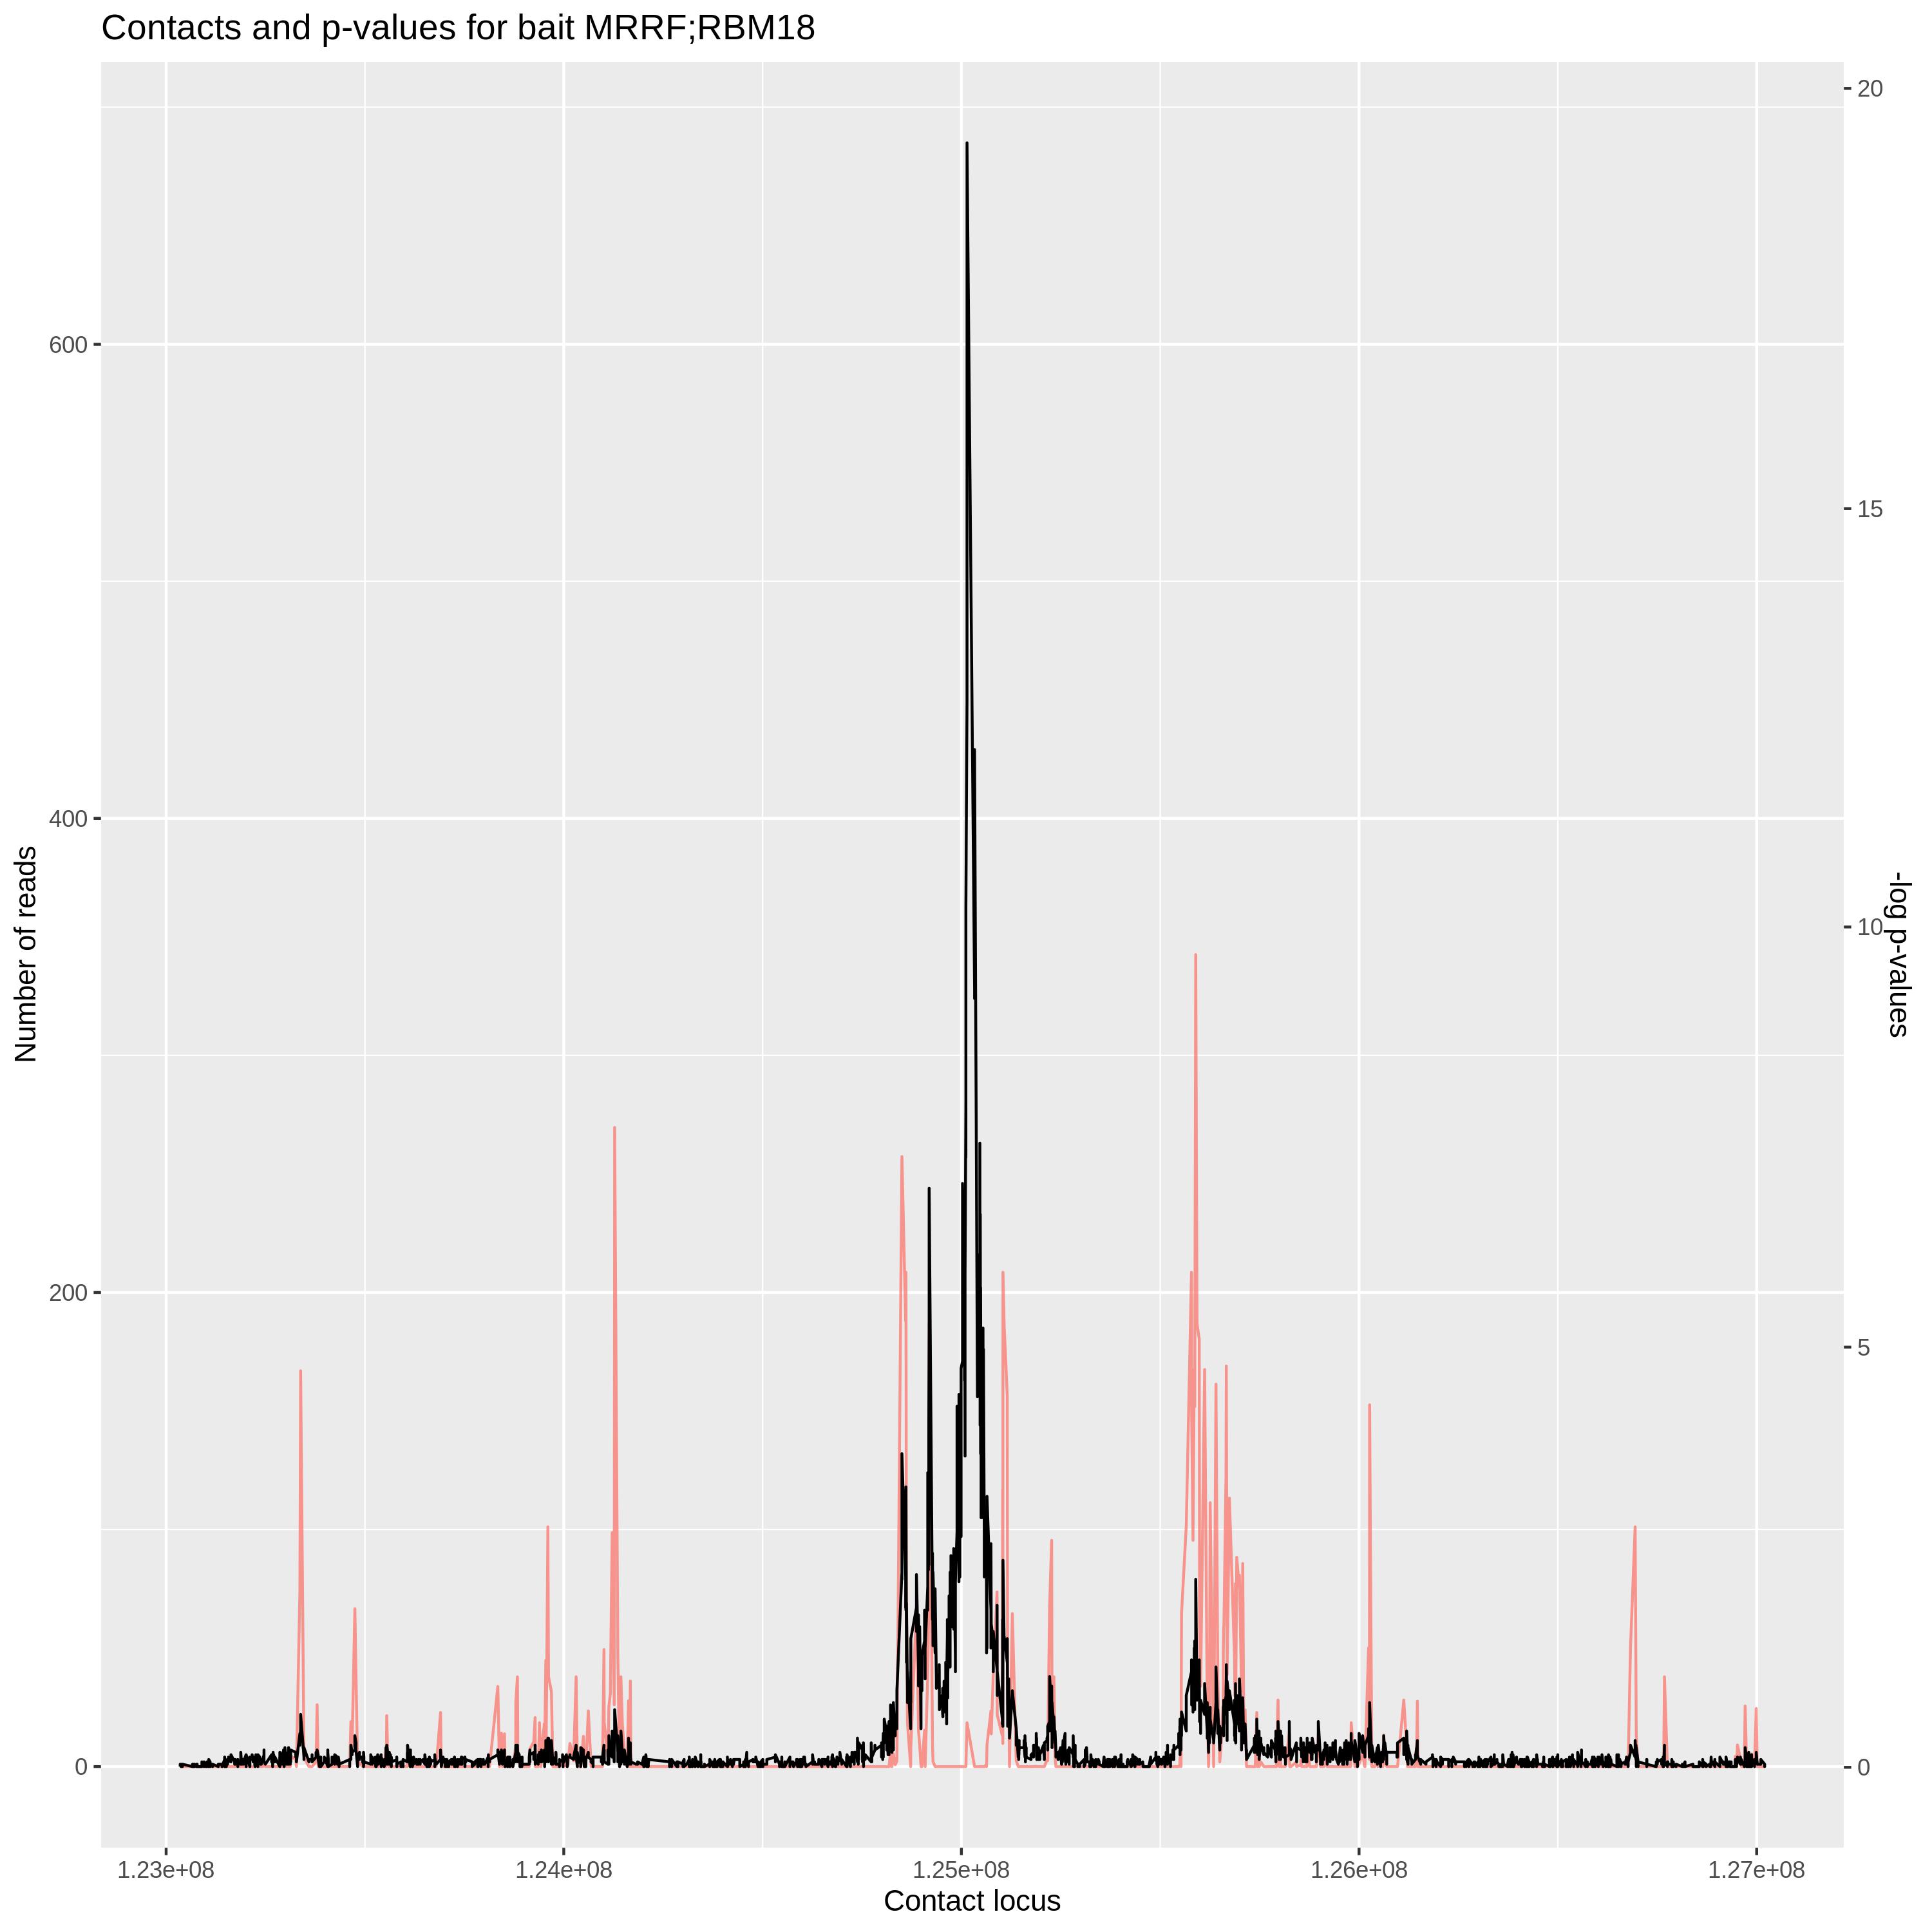 Contacts and p-values for bait MRRF;RBM18
Number of reads
600
400
200
0
20
15
10
5
0
-log p-values
1.23e+08
1.24e+08
1.25e+08
1.26e+08
1.27e+08
Contact locus